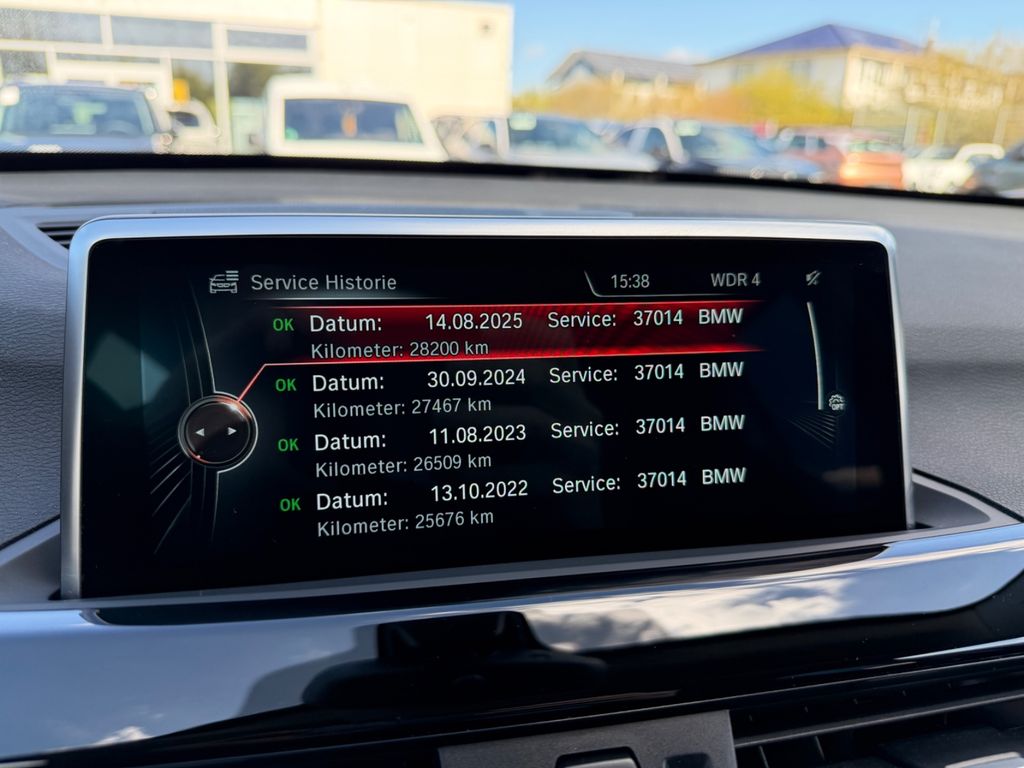 Service Historie 15:38 WDR 4
OK Datum: 14.08.2025 Service: 37014 BMW
Kilometer: 28200 km
OK Datum: 30.09.2024 Service: 37014 BMW
Kilometer: 27467 km
OK Datum: 11.08.2023 Service: 37014 BMW
Kilometer: 26509 km
OK Datum: 13.10.2022 Service: 37014 BMW
Kilometer: 25676 km
OPT